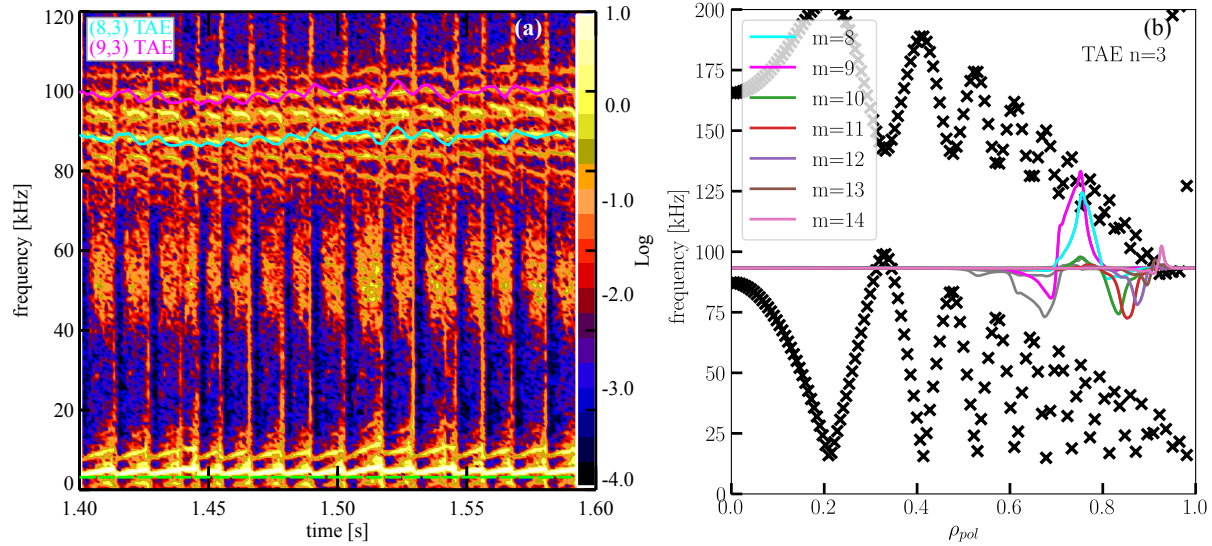 (8,3) TAE
(9,3) TAE
(a)
120
100
80
60
40
20
0
frequency [kHz]
1.40
1.45
1.50
1.55
1.60
time [s]
1.0
0.0
-1.0
-2.0
-3.0
-4.0
Log
(b)
TAE n=3
m=8
m=9
m=10
m=11
m=12
m=13
m=14
200
175
150
125
100
75
50
25
0
frequency [kHz]
0.0
0.2
0.4
0.6
0.8
1.0
ρpol